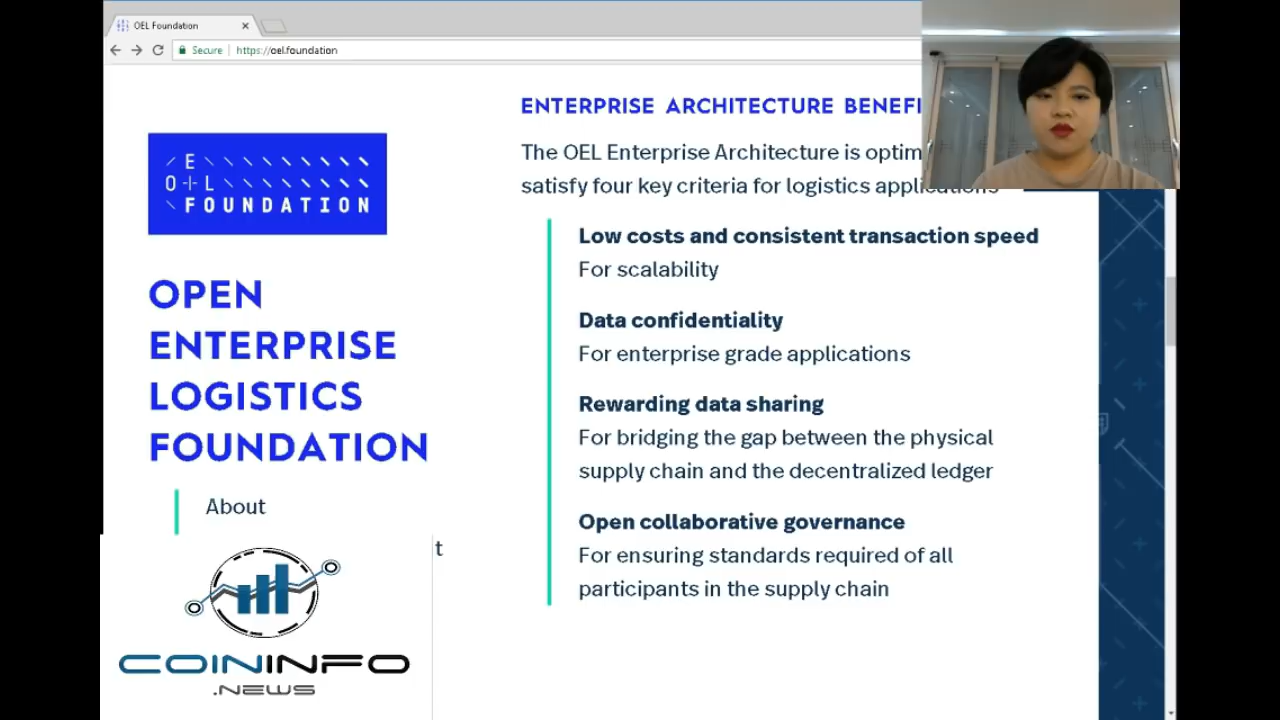 OEL Foundation
Secure
https://oel.foundation
E
O L
FOUNDATION
OPEN
ENTERPRISE
LOGISTICS
FOUNDATION
About
t
ENTERPRISE ARCHITECTURE BENEFI
The OEL Enterprise Architecture is optim
satisfy four key criteria for logistics applications
Low costs and consistent transaction speed
For scalability
Data confidentiality
For enterprise grade applications
Rewarding data sharing
For bridging the gap between the physical
supply chain and the decentralized ledger
Open collaborative governance
For ensuring standards required of all
participants in the supply chain
COININFO
.NEWS